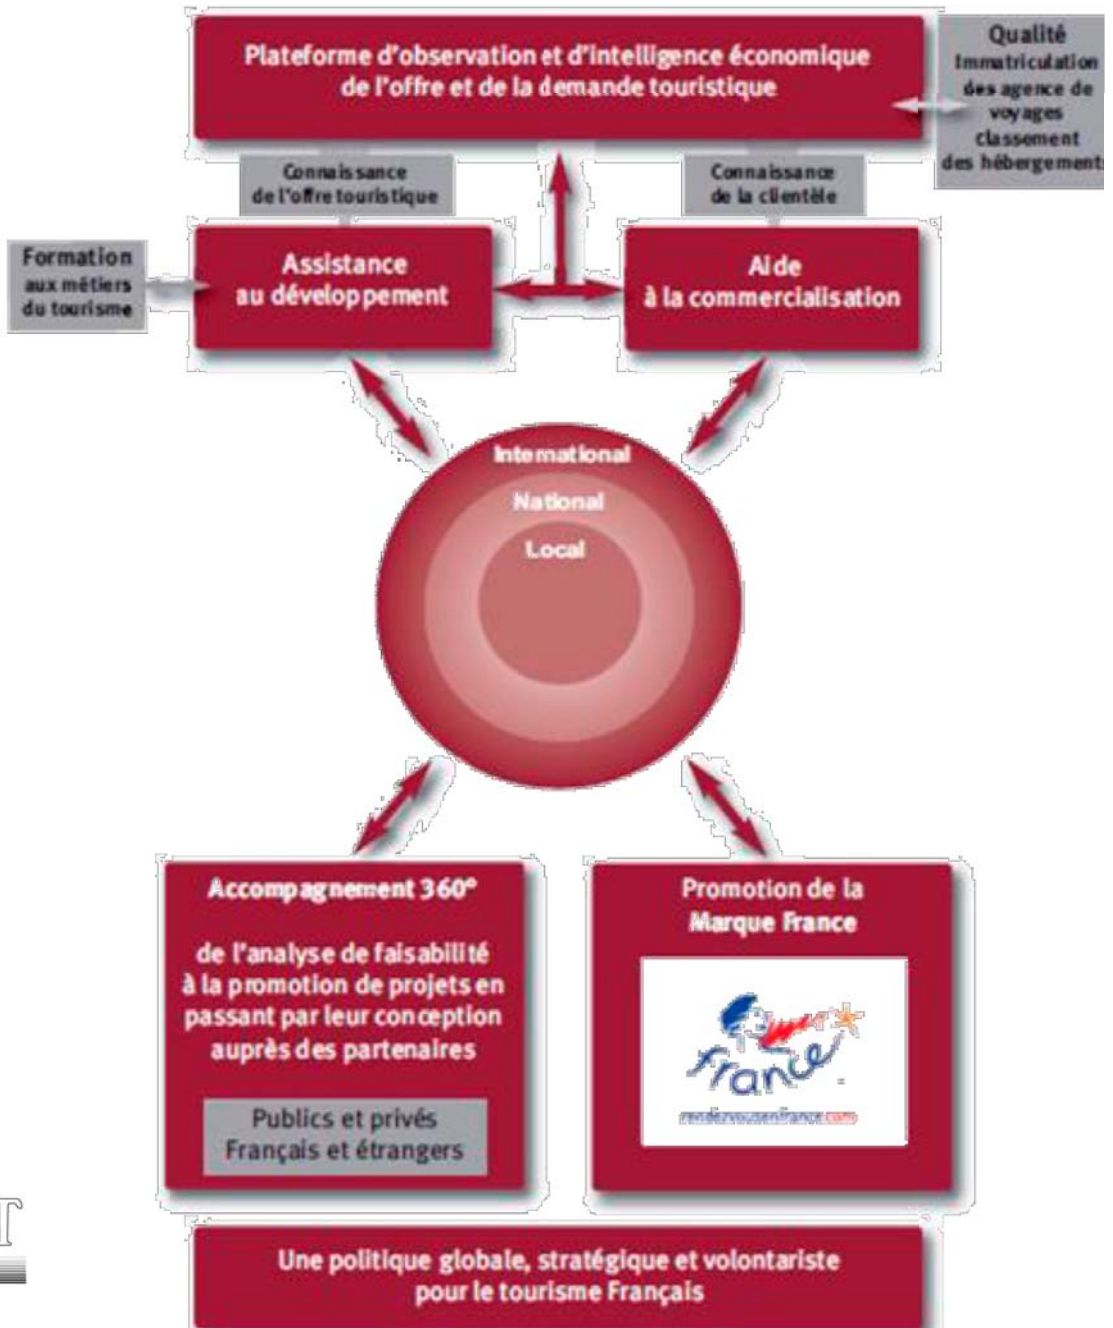 Plateforme d'observation et d'intelligence économique
de l'offre et de la demande touristique
Qualité
Immatriculation
des agence de
voyages
classement
des hébergements
Connaissance
de l'offre touristique
Connaissance
de la clientèle
Formation
aux métiers
du tourisme
Assistance
au développement
Aide
à la commercialisation
International
National
Local
Accompagnement 360°
de l'analyse de faisabilité
à la promotion de projets en
passant par leur conception
auprès des partenaires
Publics et privés
Français et étrangers
Promotion de la
Marque France
france
rendezvousenfrance.com
T
Une politique globale, stratégique et volontariste
pour le tourisme Français